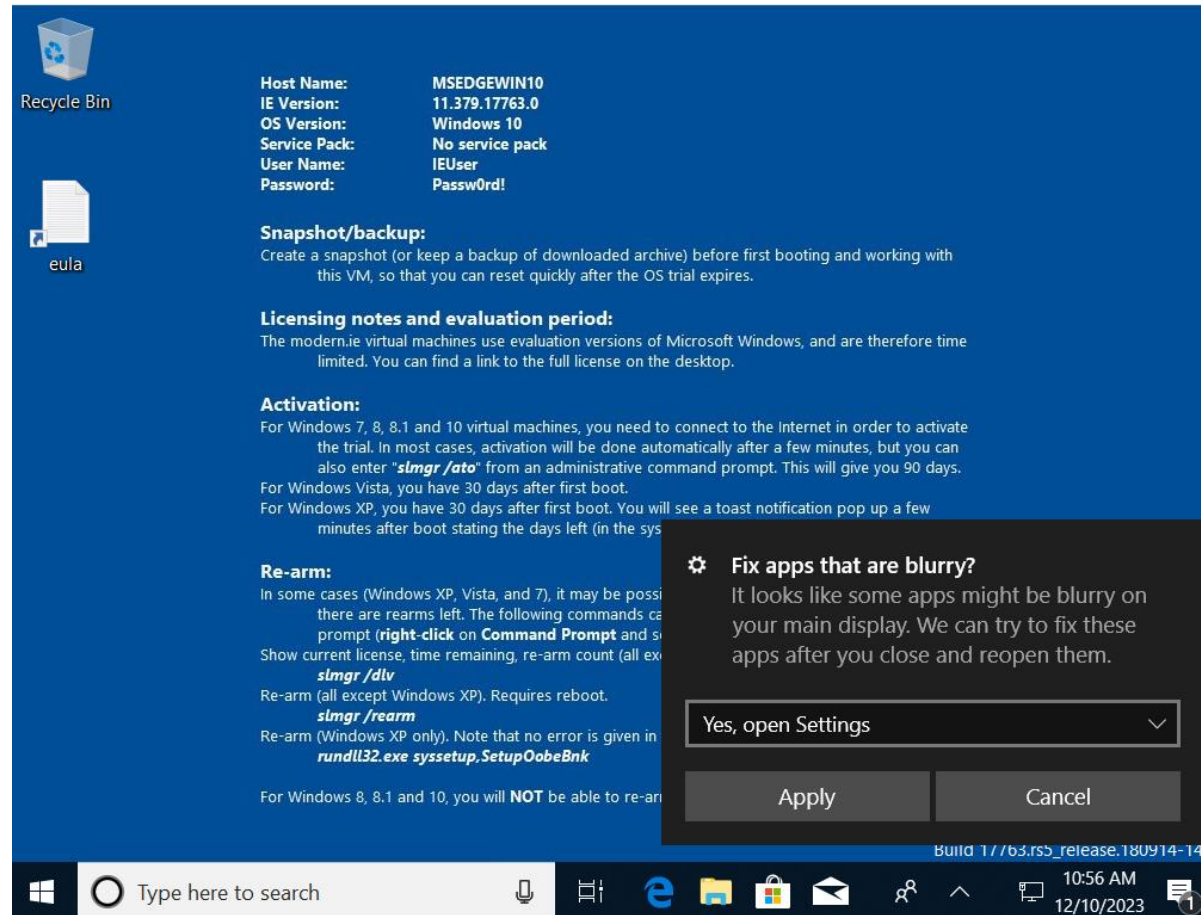 Recycle Bin
eula
Host Name: MSEDGEWIN10
IE Version: 11.379.17763.0
OS Version: Windows 10
Service Pack: No service pack
User Name: IEUser
Password: Passw0rd!
Snapshot/backup:
Create a snapshot (or keep a backup of downloaded archive) before first booting and working with
this VM, so that you can reset quickly after the OS trial expires.
Licensing notes and evaluation period:
The modern.ie virtual machines use evaluation versions of Microsoft Windows, and are therefore time
limited. You can find a link to the full license on the desktop.
Activation:
For Windows 7, 8, 8.1 and 10 virtual machines, you need to connect to the Internet in order to activate
the trial. In most cases, activation will be done automatically after a few minutes, but you can
also enter "slmgr /ato" from an administrative command prompt. This will give you 90 days.
For Windows Vista, you have 30 days after first boot.
For Windows XP, you have 30 days after first boot. You will see a toast notification pop up a few
minutes after boot stating the days left (in the sys
Re-arm:
In some cases (Windows XP, Vista, and 7), it may be possi
there are rearms left. The following commands ca
prompt (right-click on Command Prompt and s
Show current license, time remaining, re-arm count (all ex
slmgr /dlv
Re-arm (all except Windows XP). Requires reboot.
slmgr /rearm
Re-arm (Windows XP only). Note that no error is given in
rundll32.exe syssetup,SetupOobeBnk
For Windows 8, 8.1 and 10, you will NOT be able to re-ar
Fix apps that are blurry?
It looks like some apps might be blurry on
your main display. We can try to fix these
apps after you close and reopen them.
Yes, open Settings
Apply Cancel
Build 17763.rs5_release.180914-14
Type here to search
10:56 AM
12/10/2023
1